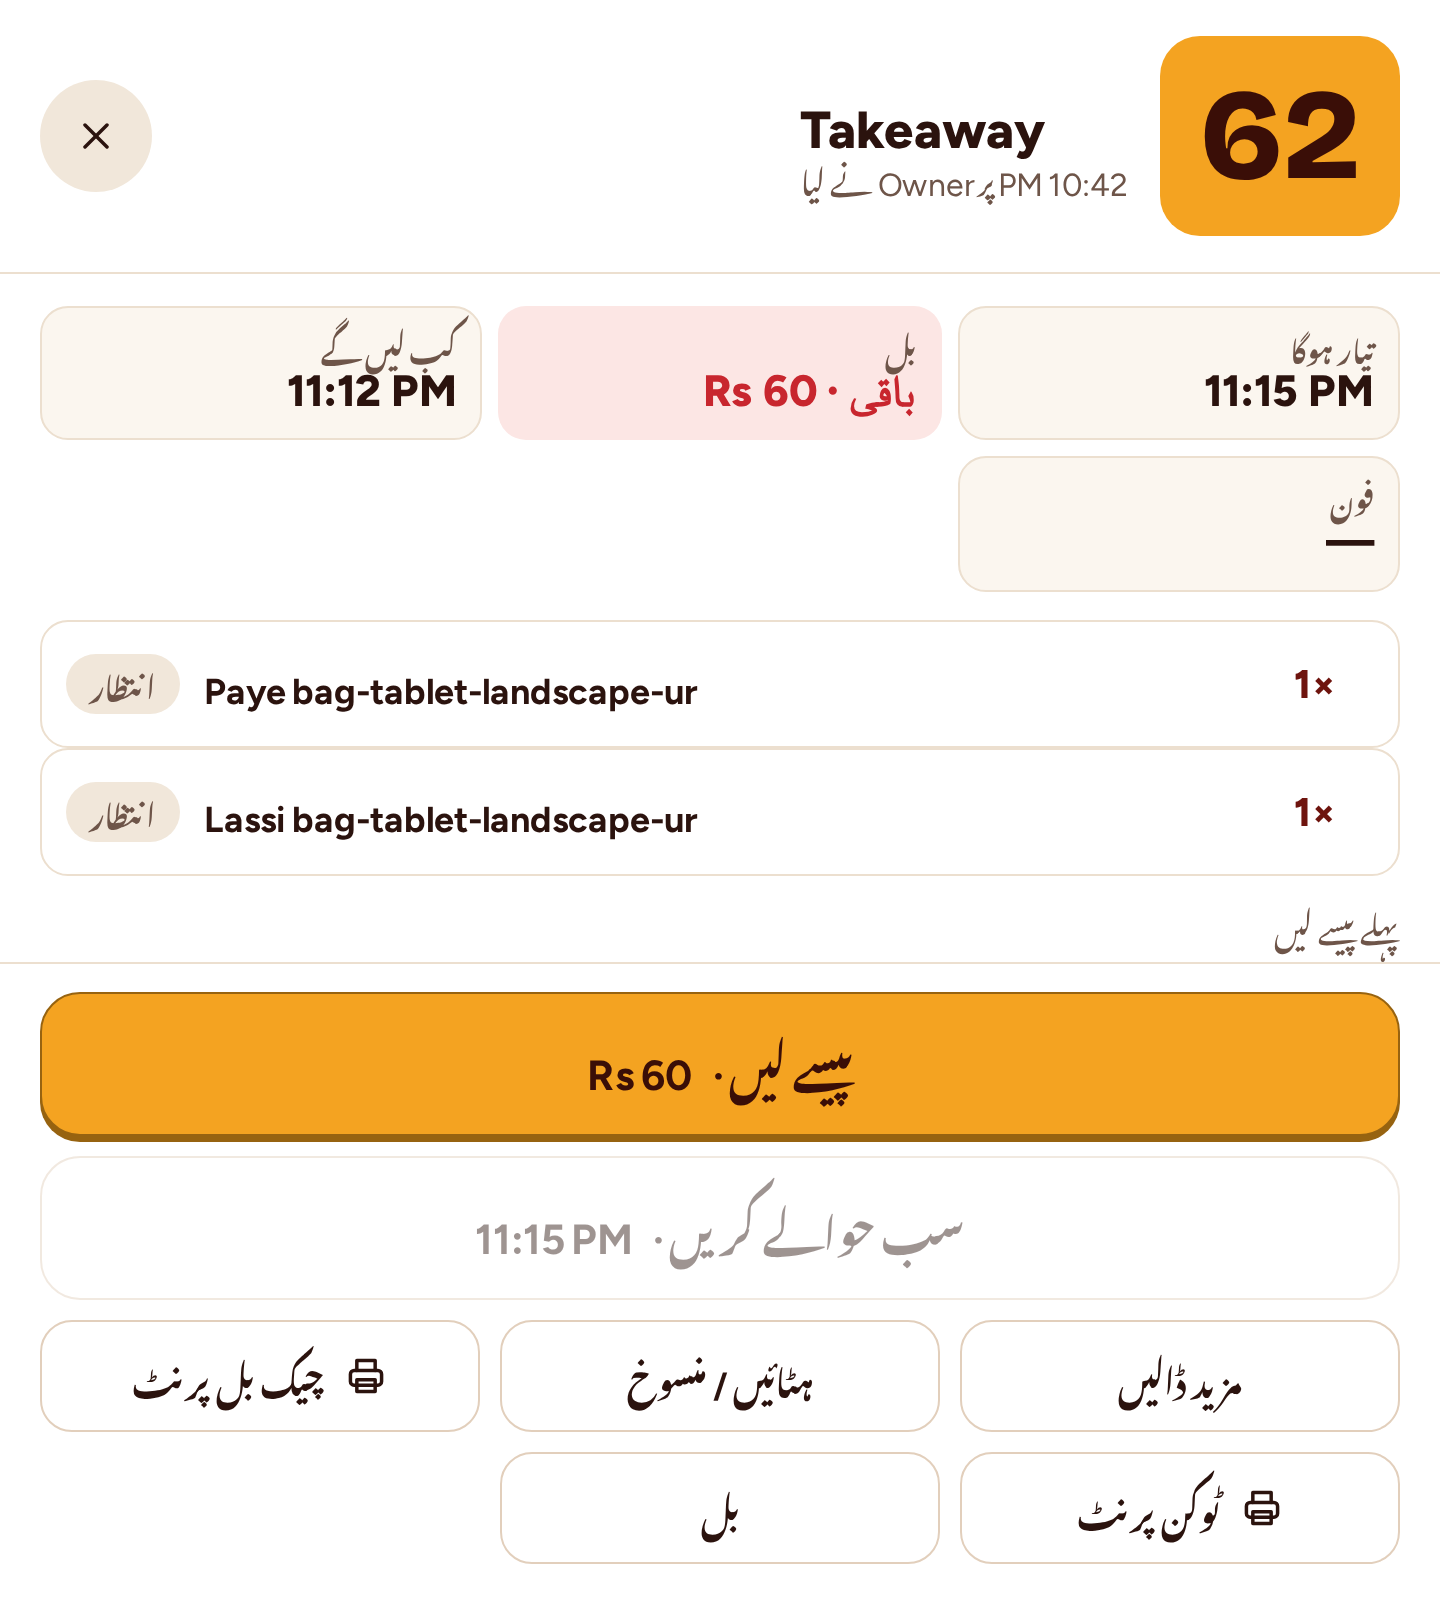 62
Takeaway
10:42 PM پر Owner نے لیا
تیار ہوگا
11:15 PM
بل
باقی · Rs 60
کب لیں گے
11:12 PM
فون
—
1×
Paye bag-tablet-landscape-ur
انتظار
1×
Lassi bag-tablet-landscape-ur
انتظار
پہلے پیسے لیں
پیسے لیں · Rs 60
سب حوالے کریں · 11:15 PM
مزید ڈالیں
ہٹائیں / منسوخ
چیک بل پرنٹ
ٹوکن پرنٹ
بل